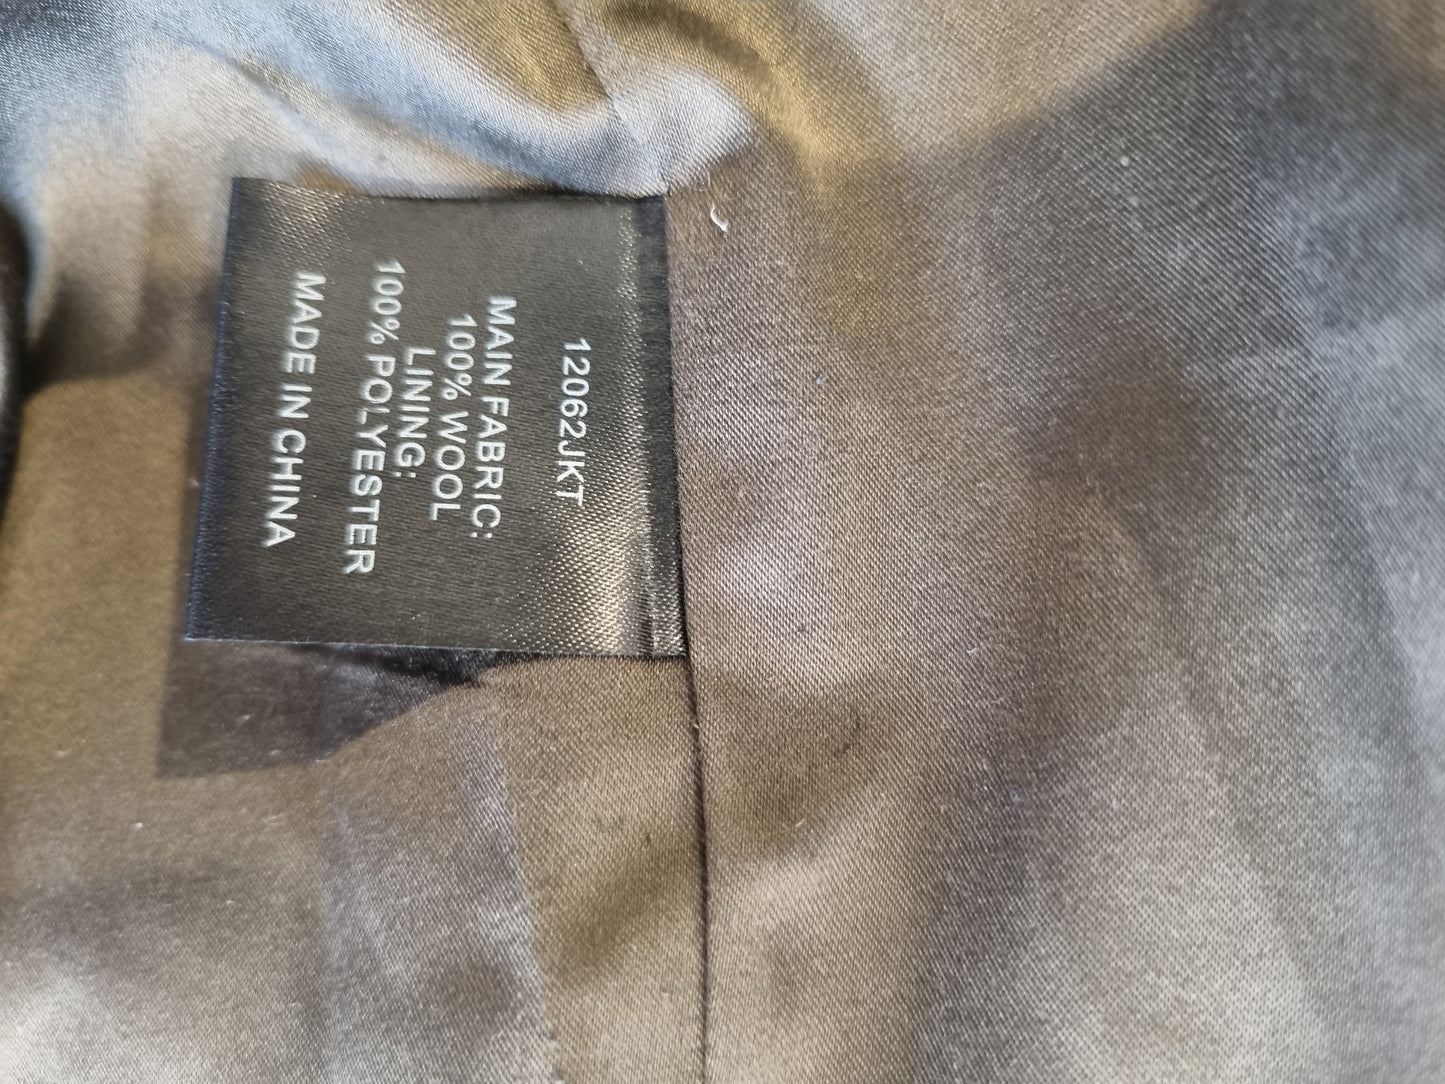 12062JKT
MAIN FABRIC:
100% WOOL
LINING:
100% POLYESTER
MADE IN CHINA